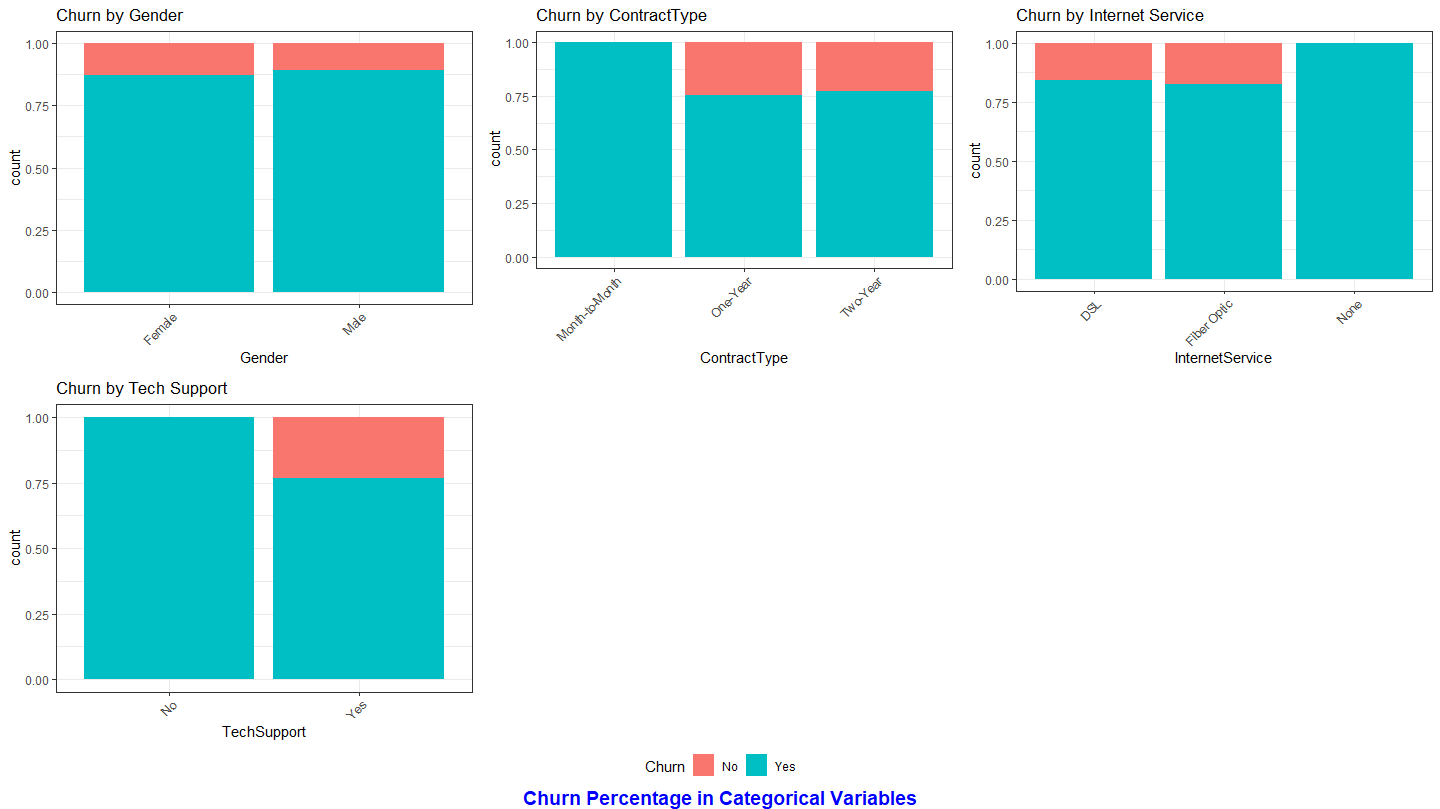 Churn by Gender
1.00
0.75
0.50
0.25
0.00
count
Female
Male
Gender
Churn by ContractType
1.00
0.75
0.50
0.25
0.00
count
Month-to-Month
One-Year
Two-Year
ContractType
Churn by Internet Service
1.00
0.75
0.50
0.25
0.00
count
DSL
Fiber Optic
None
InternetService
Churn by Tech Support
1.00
0.75
0.50
0.25
0.00
count
No
Yes
TechSupport
Churn No Yes
Churn Percentage in Categorical Variables